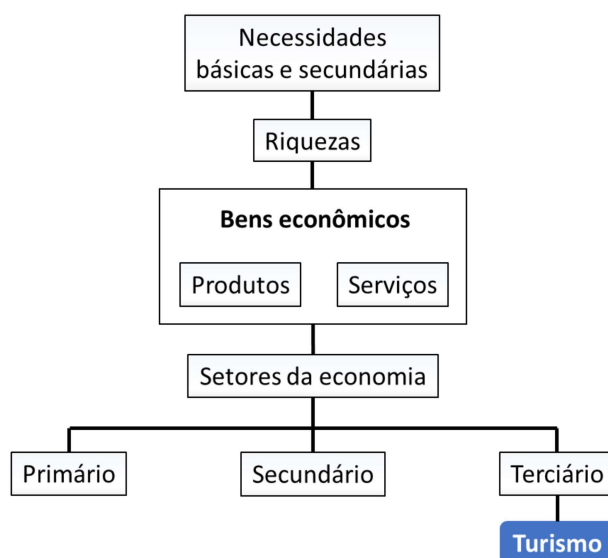 Necessidades
básicas e secundárias
Riquezas
Bens econômicos
Produtos
Serviços
Setores da economia
Primário
Secundário
Terciário
Turismo